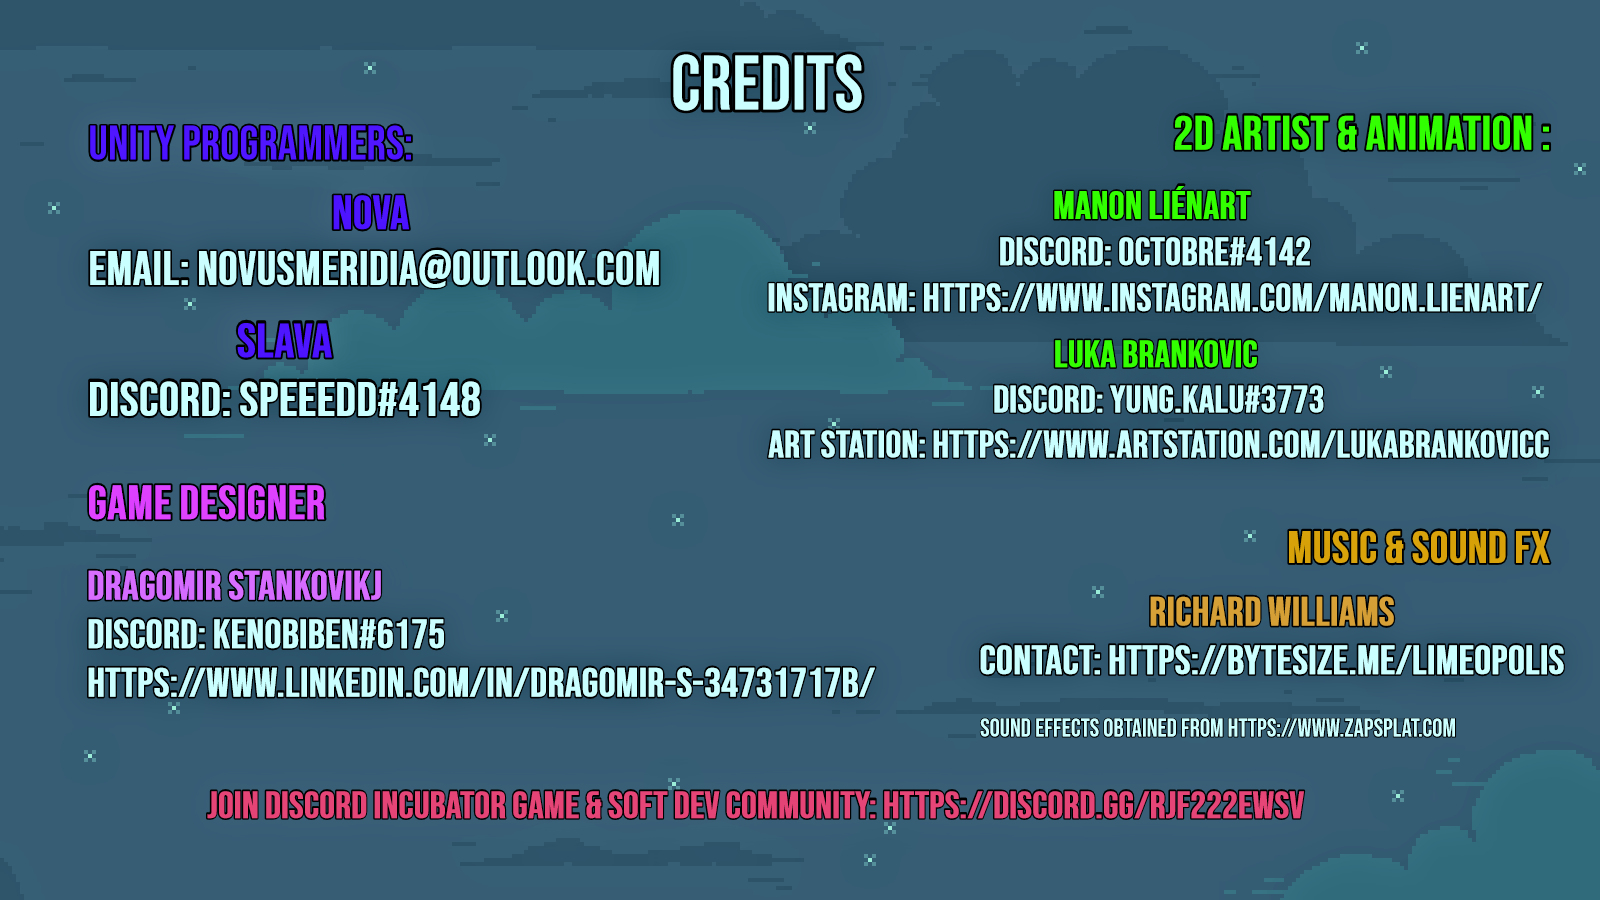 CREDITS
UNITY PROGRAMMERS:
NOVA
EMAIL: NOVUSMERIDIA@OUTLOOK.COM
SLAVA
DISCORD: SPEEEDD#4148
GAME DESIGNER
DRAGOMIR STANKOVIKJ
DISCORD: KENOBIBEN#6175
HTTPS://WWW.LINKEDIN.COM/IN/DRAGOMIR-S-34731717B/
2D ARTIST & ANIMATION :
MANON LIÉNART
DISCORD: OCTOBRE#4142
INSTAGRAM: HTTPS://WWW.INSTAGRAM.COM/MANON.LIENART/
LUKA BRANKOVIC
DISCORD: YUNG.KALU#3773
ART STATION: HTTPS://WWW.ARTSTATION.COM/LUKABRANKOVICC
MUSIC & SOUND FX
RICHARD WILLIAMS
CONTACT: HTTPS://BYTESIZE.ME/LIMEOPOLIS
SOUND EFFECTS OBTAINED FROM HTTPS://WWW.ZAPSPLAT.COM
JOIN DISCORD INCUBATOR GAME & SOFT DEV COMMUNITY: HTTPS://DISCORD.GG/RJF222EWSV